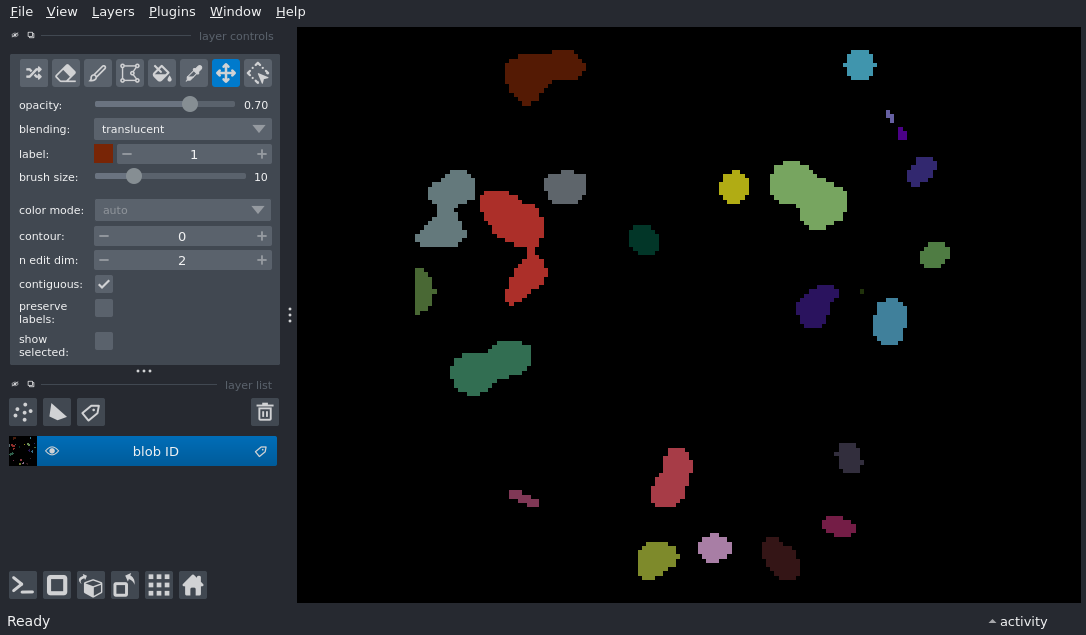 File View Layers Plugins Window Help
layer controls
opacity: 0.70
blending: translucent
label: 1
brush size: 10
color mode: auto
contour: 0
n edit dim: 2
contiguous:
preserve
labels:
show
selected:
layer list
blob ID
Ready activity